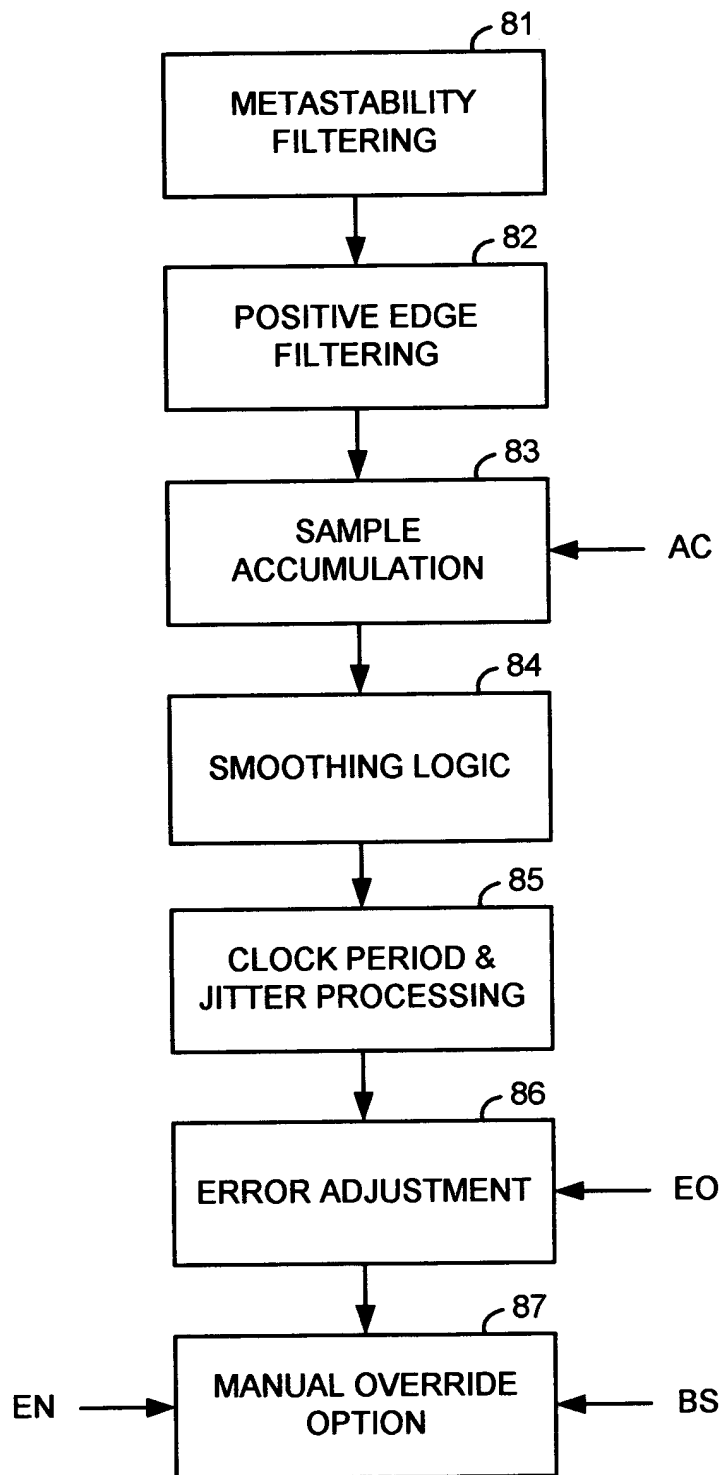 81
METASTABILITY
FILTERING
82
POSITIVE EDGE
FILTERING
83
SAMPLE
ACCUMULATION
AC
84
SMOOTHING LOGIC
85
CLOCK PERIOD &
JITTER PROCESSING
86
ERROR ADJUSTMENT
EO
87
EN
MANUAL OVERRIDE
OPTION
BS